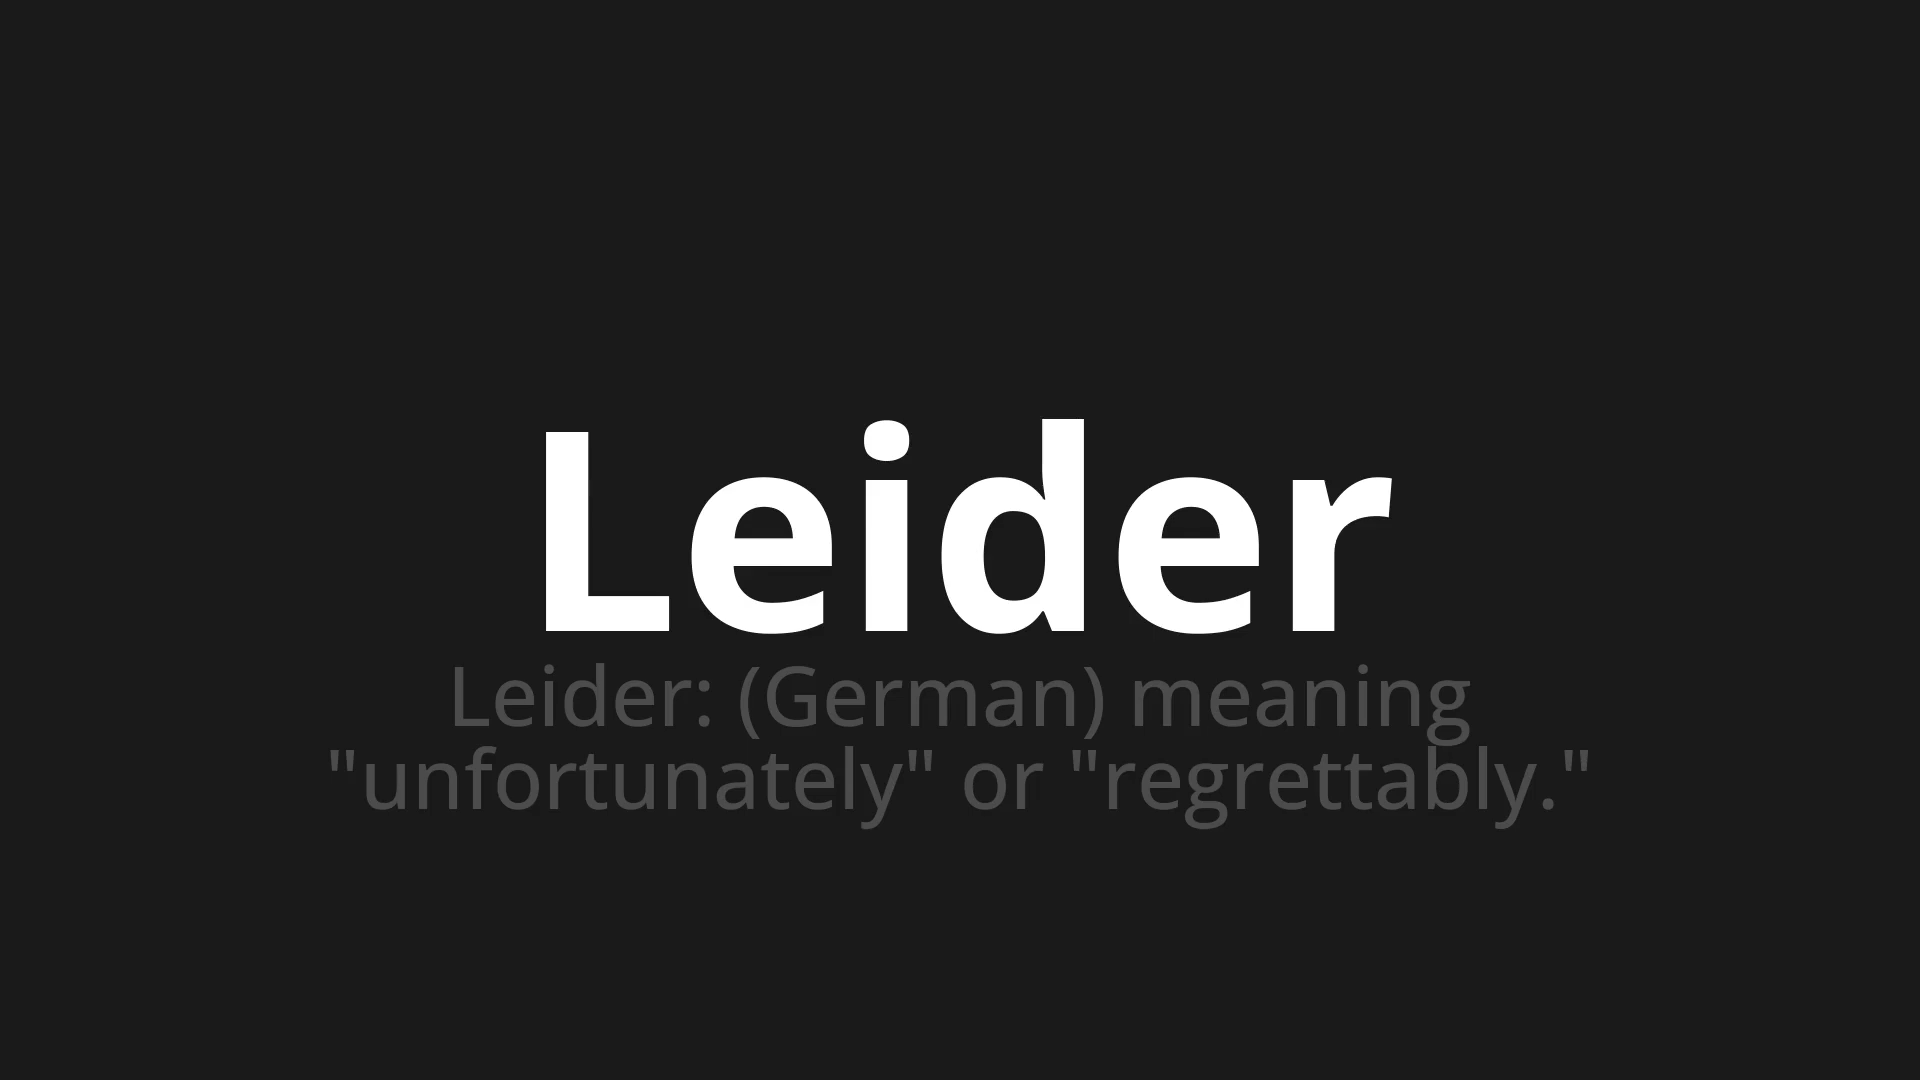 Leider
Leider: (German) meaning
"unfortunately" or "regrettably."